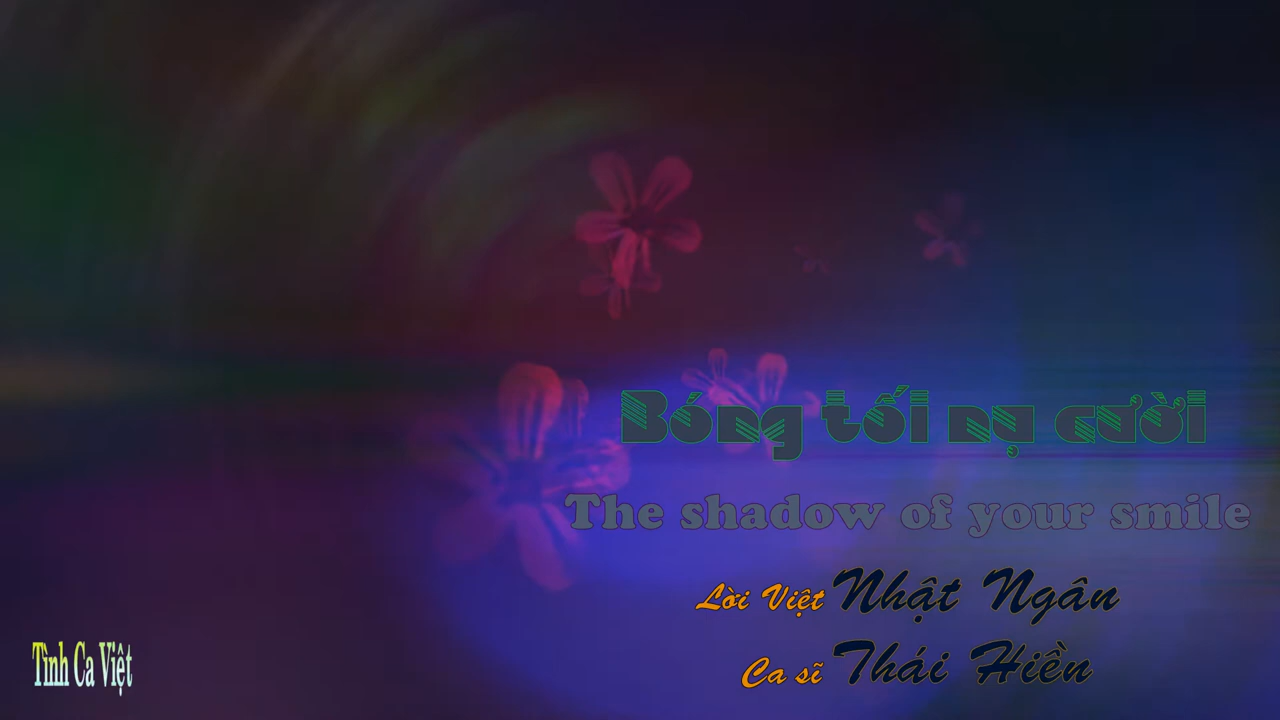 Bóng tối nụ cười
The shadow of your smile
Lời Việt Nhật Ngân
Ca sĩ Thái Hiền
Tình Ca Việt